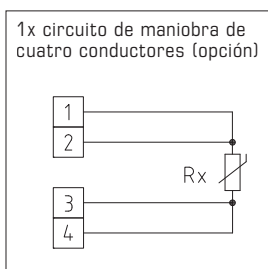 1x circuito de maniobra de
cuatro conductores (opción)
1
2
Rx
3
4